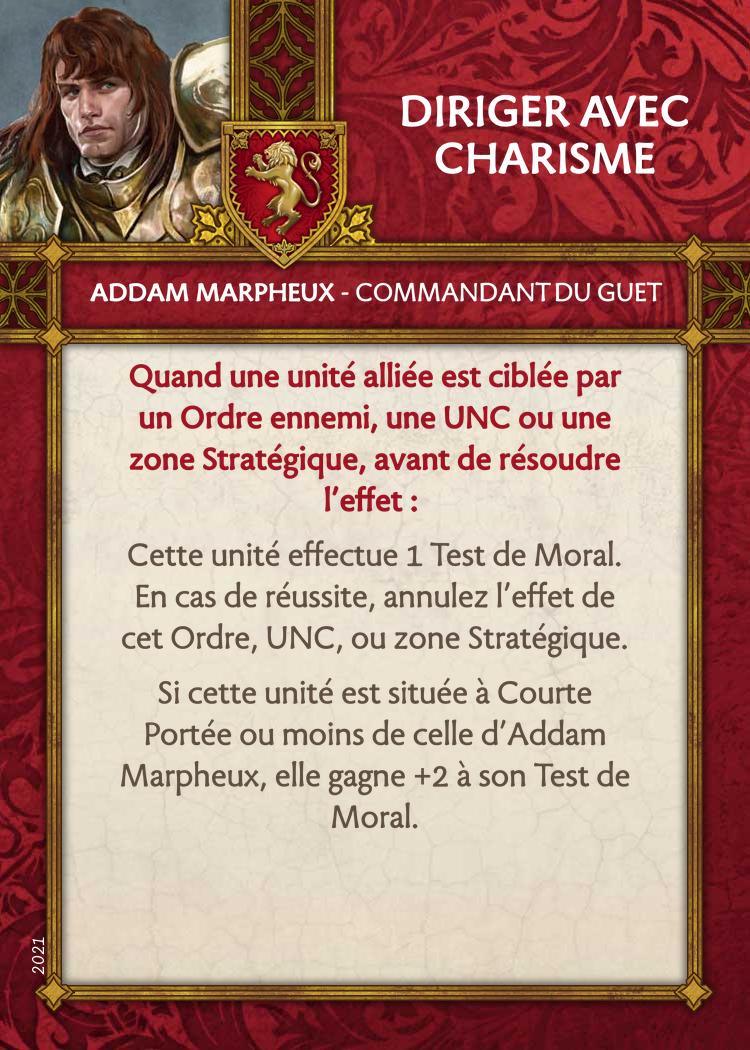 DIRIGER AVEC
CHARISME
ADDAM MARPHEUX - COMMANDANT DU GUET
Quand une unité alliée est ciblée par
un Ordre ennemi, une UNC ou une
zone Stratégique, avant de résoudre
l'effet :
Cette unité effectue 1 Test de Moral.
En cas de réussite, annulez l'effet de
cet Ordre, UNC, ou zone Stratégique.
Si cette unité est située à Courte
Portée ou moins de celle d'Addam
Marpheux, elle gagne +2 à son Test de
Moral.
2021